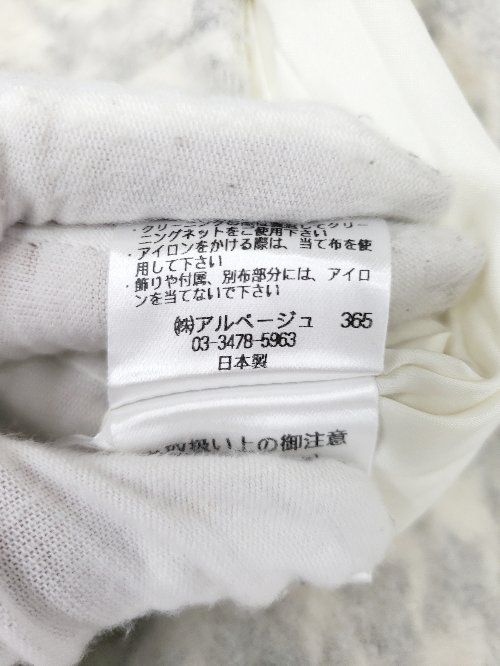 ニングネットをご使用下さい
・アイロンをかける際は、当て布を使
用して下さい
・飾りや付属、別布部分には、アイロ
ンを当てないで下さい
㈱アルページュ 365
03-3478-5963
日本製
取扱い上の御注意